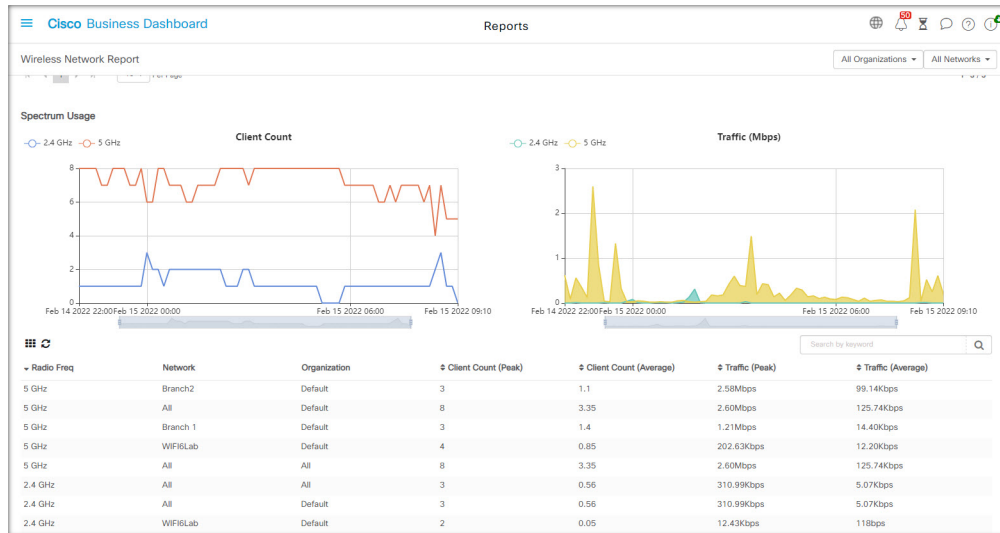 Cisco Business Dashboard
Reports
50
Wireless Network Report
All Organizations
All Networks
Per Page
Spectrum Usage
2.4 GHz 5 GHz
Client Count
8
6
4
2
0
Feb 14 2022 22:00 Feb 15 2022 00:00 Feb 15 2022 06:00 Feb 15 2022 09:10
2.4 GHz 5 GHz
Traffic (Mbps)
3
2
1
0
Feb 14 2022 22:00 Feb 15 2022 00:00 Feb 15 2022 06:00 Feb 15 2022 09:10
Search by keyword
Radio Freq Network Organization Client Count (Peak) Client Count (Average) Traffic (Peak) Traffic (Average)
5 GHz Branch2 Default 3 1.1 2.58Mbps 99.14Kbps
5 GHz All Default 8 3.35 2.60Mbps 125.74Kbps
5 GHz Branch 1 Default 3 1.4 1.21Mbps 14.40Kbps
5 GHz WIFI6Lab Default 4 0.85 202.63Kbps 12.20Kbps
5 GHz All All 8 3.35 2.60Mbps 125.74Kbps
2.4 GHz All All 3 0.56 310.99Kbps 5.07Kbps
2.4 GHz All Default 3 0.56 310.99Kbps 5.07Kbps
2.4 GHz WIFI6Lab Default 2 0.05 12.43Kbps 118bps